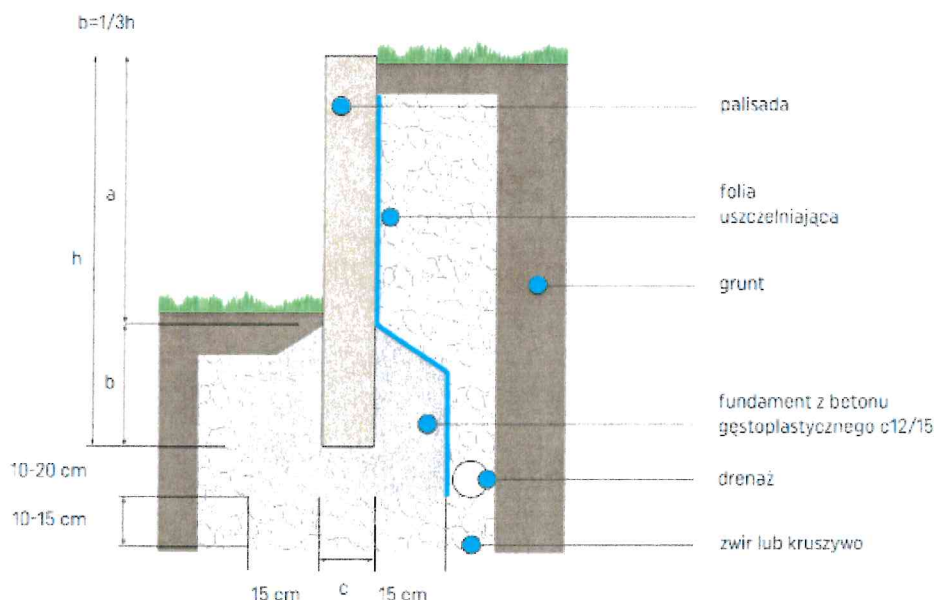 b=1/3h
palisada
a
folia
uszczelniająca
h
grunt
b
fundament z betonu
gęstoplastycznego c12/15
10-20 cm
drenaż
10-15 cm
zwir lub kruszywo
15 cm
c
15 cm